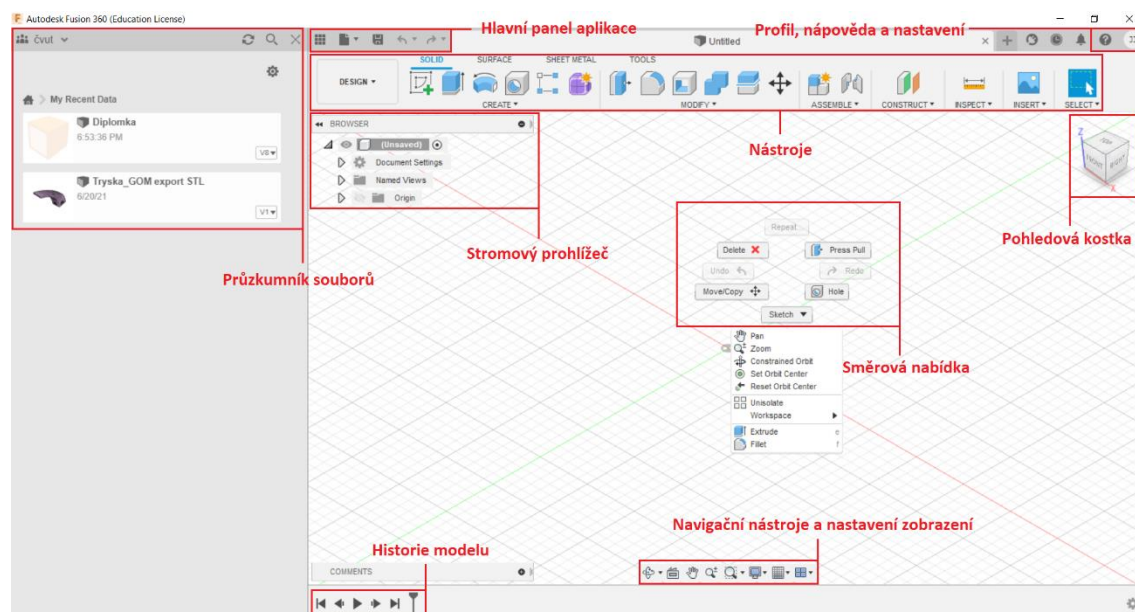 Autodesk Fusion 360 (Education License)
čvut
Hlavní panel aplikace
Untitled
Profil, nápověda a nastavení
My Recent Data
Diplomka
6:53:36 PM
V8
Tryska_GOM export STL
6/20/21
V1
Průzkumník souborů
SOLID
SURFACE
SHEET METAL
TOOLS
DESIGN
CREATE
MODIFY
ASSEMBLE
CONSTRUCT
INSPECT
INSERT
SELECT
Nástroje
BROWSER
(Unsaved)
Document Settings
Named Views
Origin
Stromový prohlížeč
Z
TOP
FRONT
RIGHT
X
Pohledová kostka
Repeat...
Delete
Press Pull
Undo
Redo
Move/Copy
Hole
Sketch
Směrová nabídka
Pan
Zoom
Constrained Orbit
Set Orbit Center
Reset Orbit Center
Unisolate
Workspace
Extrude e
Fillet f
Navigační nástroje a nastavení zobrazení
Historie modelu
COMMENTS